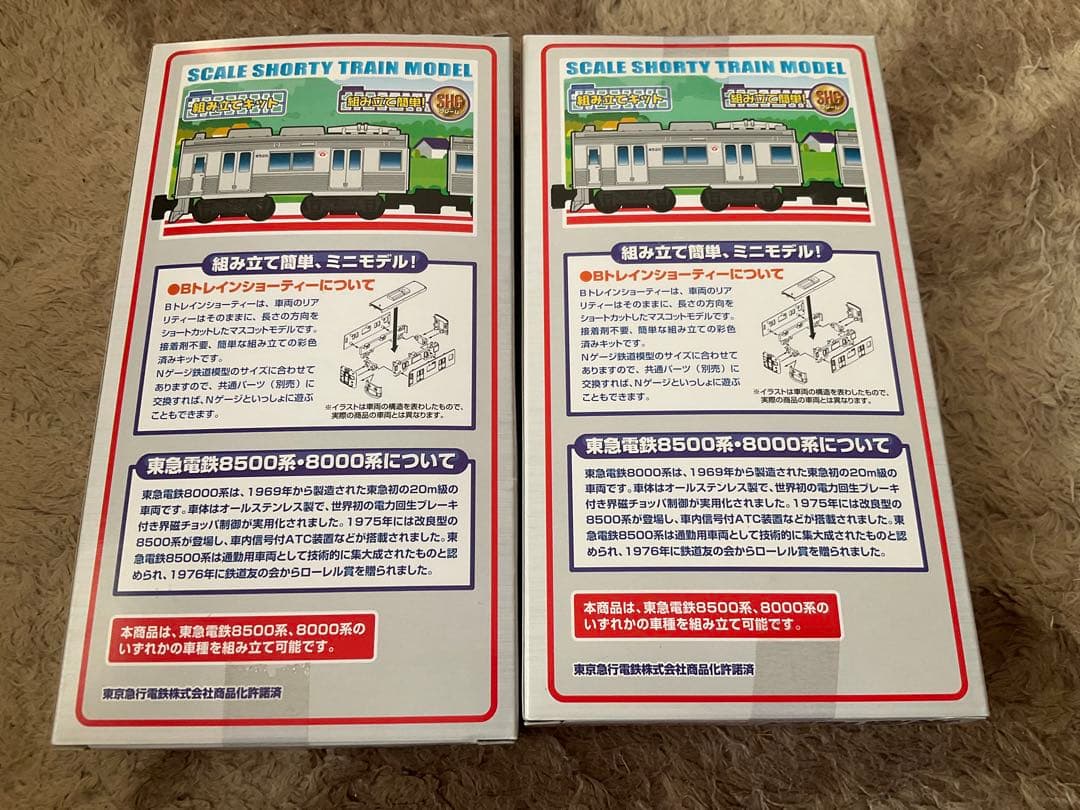 SCALE SHORTY TRAIN MODEL
組み立てキット
組み立て簡単!
SHG
組み立て簡単、ミニモデル!
●Bトレインショーティーについて
Bトレインショーティーは、車両のリア
リティーはそのままに、長さの方向を
ショートカットしたマスコットモデルです。
接着剤不要、簡単な組み立ての彩色
済みキットです。
Nゲージ鉄道模型のサイズに合わせて
ありますので、共通パーツ(別売)に
交換すれば、Nゲージといっしょに遊ぶ
こともできます。
※イラストは車両の構造を表わしたもので、
実際の商品の車両とは異なります。
東急電鉄8500系・8000系について
東急電鉄8000系は、1969年から製造された東急初の20m級の
車両です。車体はオールステンレス製で、世界初の電力回生ブレーキ
付き界磁チョッパ制御が実用化されました。1975年には改良型の
8500系が登場し、車内信号付ATC装置などが搭載されました。東
急電鉄8500系は通勤用車両として技術的に集大成されたものと認
められ、1976年に鉄道友の会からローレル賞を贈られました。
本商品は、東急電鉄8500系、8000系の
いずれかの車種を組み立て可能です。
東京急行電鉄株式会社商品化許諾済
SCALE SHORTY TRAIN MODEL
組み立てキット
組み立て簡単!
SHG
組み立て簡単、ミニモデル!
●Bトレインショーティーについて
Bトレインショーティーは、車両のリア
リティーはそのままに、長さの方向を
ショートカットしたマスコットモデルです。
接着剤不要、簡単な組み立ての彩色
済みキットです。
Nゲージ鉄道模型のサイズに合わせて
ありますので、共通パーツ(別売)に
交換すれば、Nゲージといっしょに遊ぶ
こともできます。
※イラストは車両の構造を表わしたもので、
実際の商品の車両とは異なります。
東急電鉄8500系・8000系について
東急電鉄8000系は、1969年から製造された東急初の20m級の
車両です。車体はオールステンレス製で、世界初の電力回生ブレーキ
付き界磁チョッパ制御が実用化されました。1975年には改良型の
8500系が登場し、車内信号付ATC装置などが搭載されました。東
急電鉄8500系は通勤用車両として技術的に集大成されたものと認
められ、1976年に鉄道友の会からローレル賞を贈られました。
本商品は、東急電鉄8500系、8000系の
いずれかの車種を組み立て可能です。
東京急行電鉄株式会社商品化許諾済